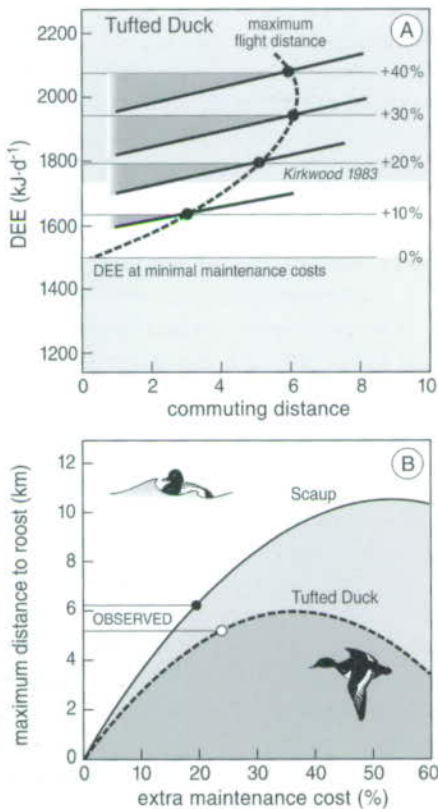 Tufted Duck
maximum
flight distance
A
2200
2000
1800
1600
1400
1200
DEE (kJ·d⁻¹)
+40%
+30%
+20%
Kirkwood 1983
+10%
DEE at minimal maintenance costs
0%
0 2 4 6 8 10
commuting distance
B
12
10
8
6
4
2
0
maximum distance to roost (km)
Scaup
OBSERVED
Tufted Duck
0 10 20 30 40 50 60
extra maintenance cost (%)